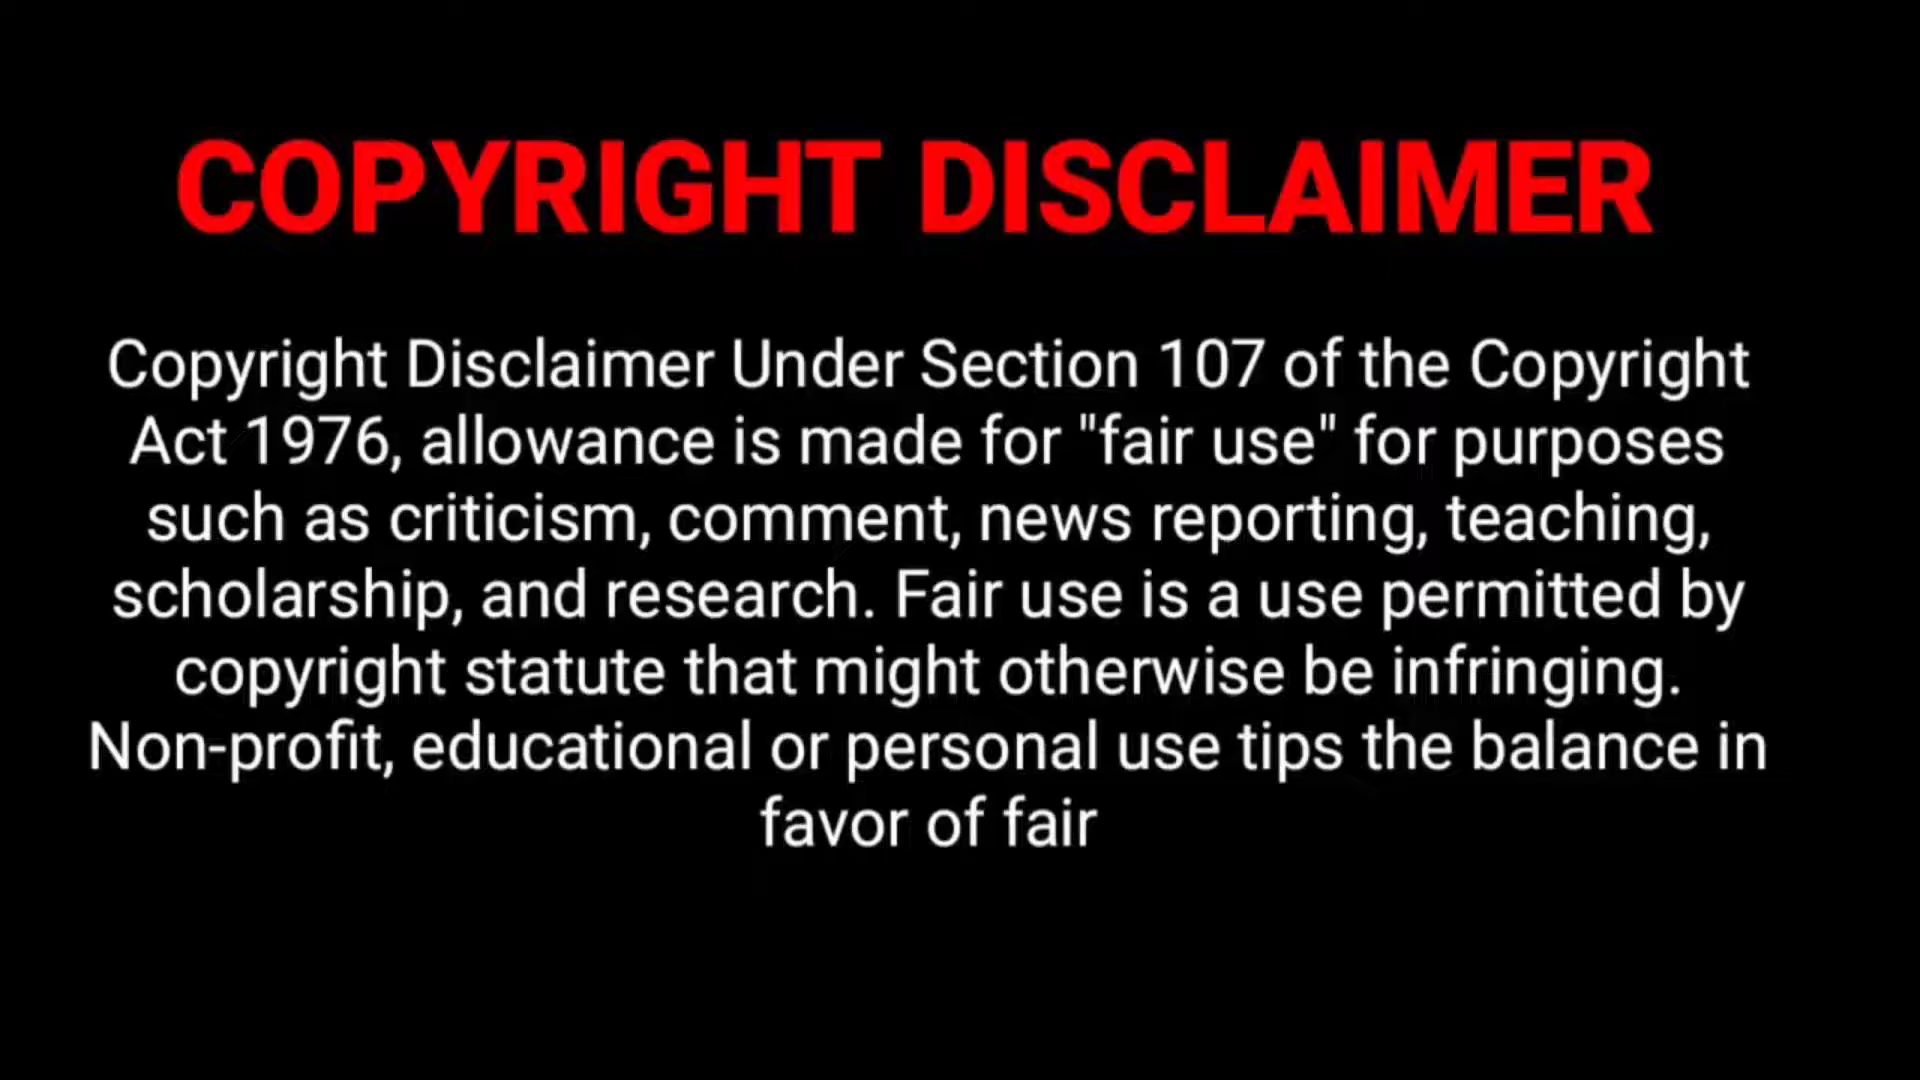 COPYRIGHT DISCLAIMER
Copyright Disclaimer Under Section 107 of the Copyright
Act 1976, allowance is made for "fair use" for purposes
such as criticism, comment, news reporting, teaching,
scholarship, and research. Fair use is a use permitted by
copyright statute that might otherwise be infringing.
Non-profit, educational or personal use tips the balance in
favor of fair